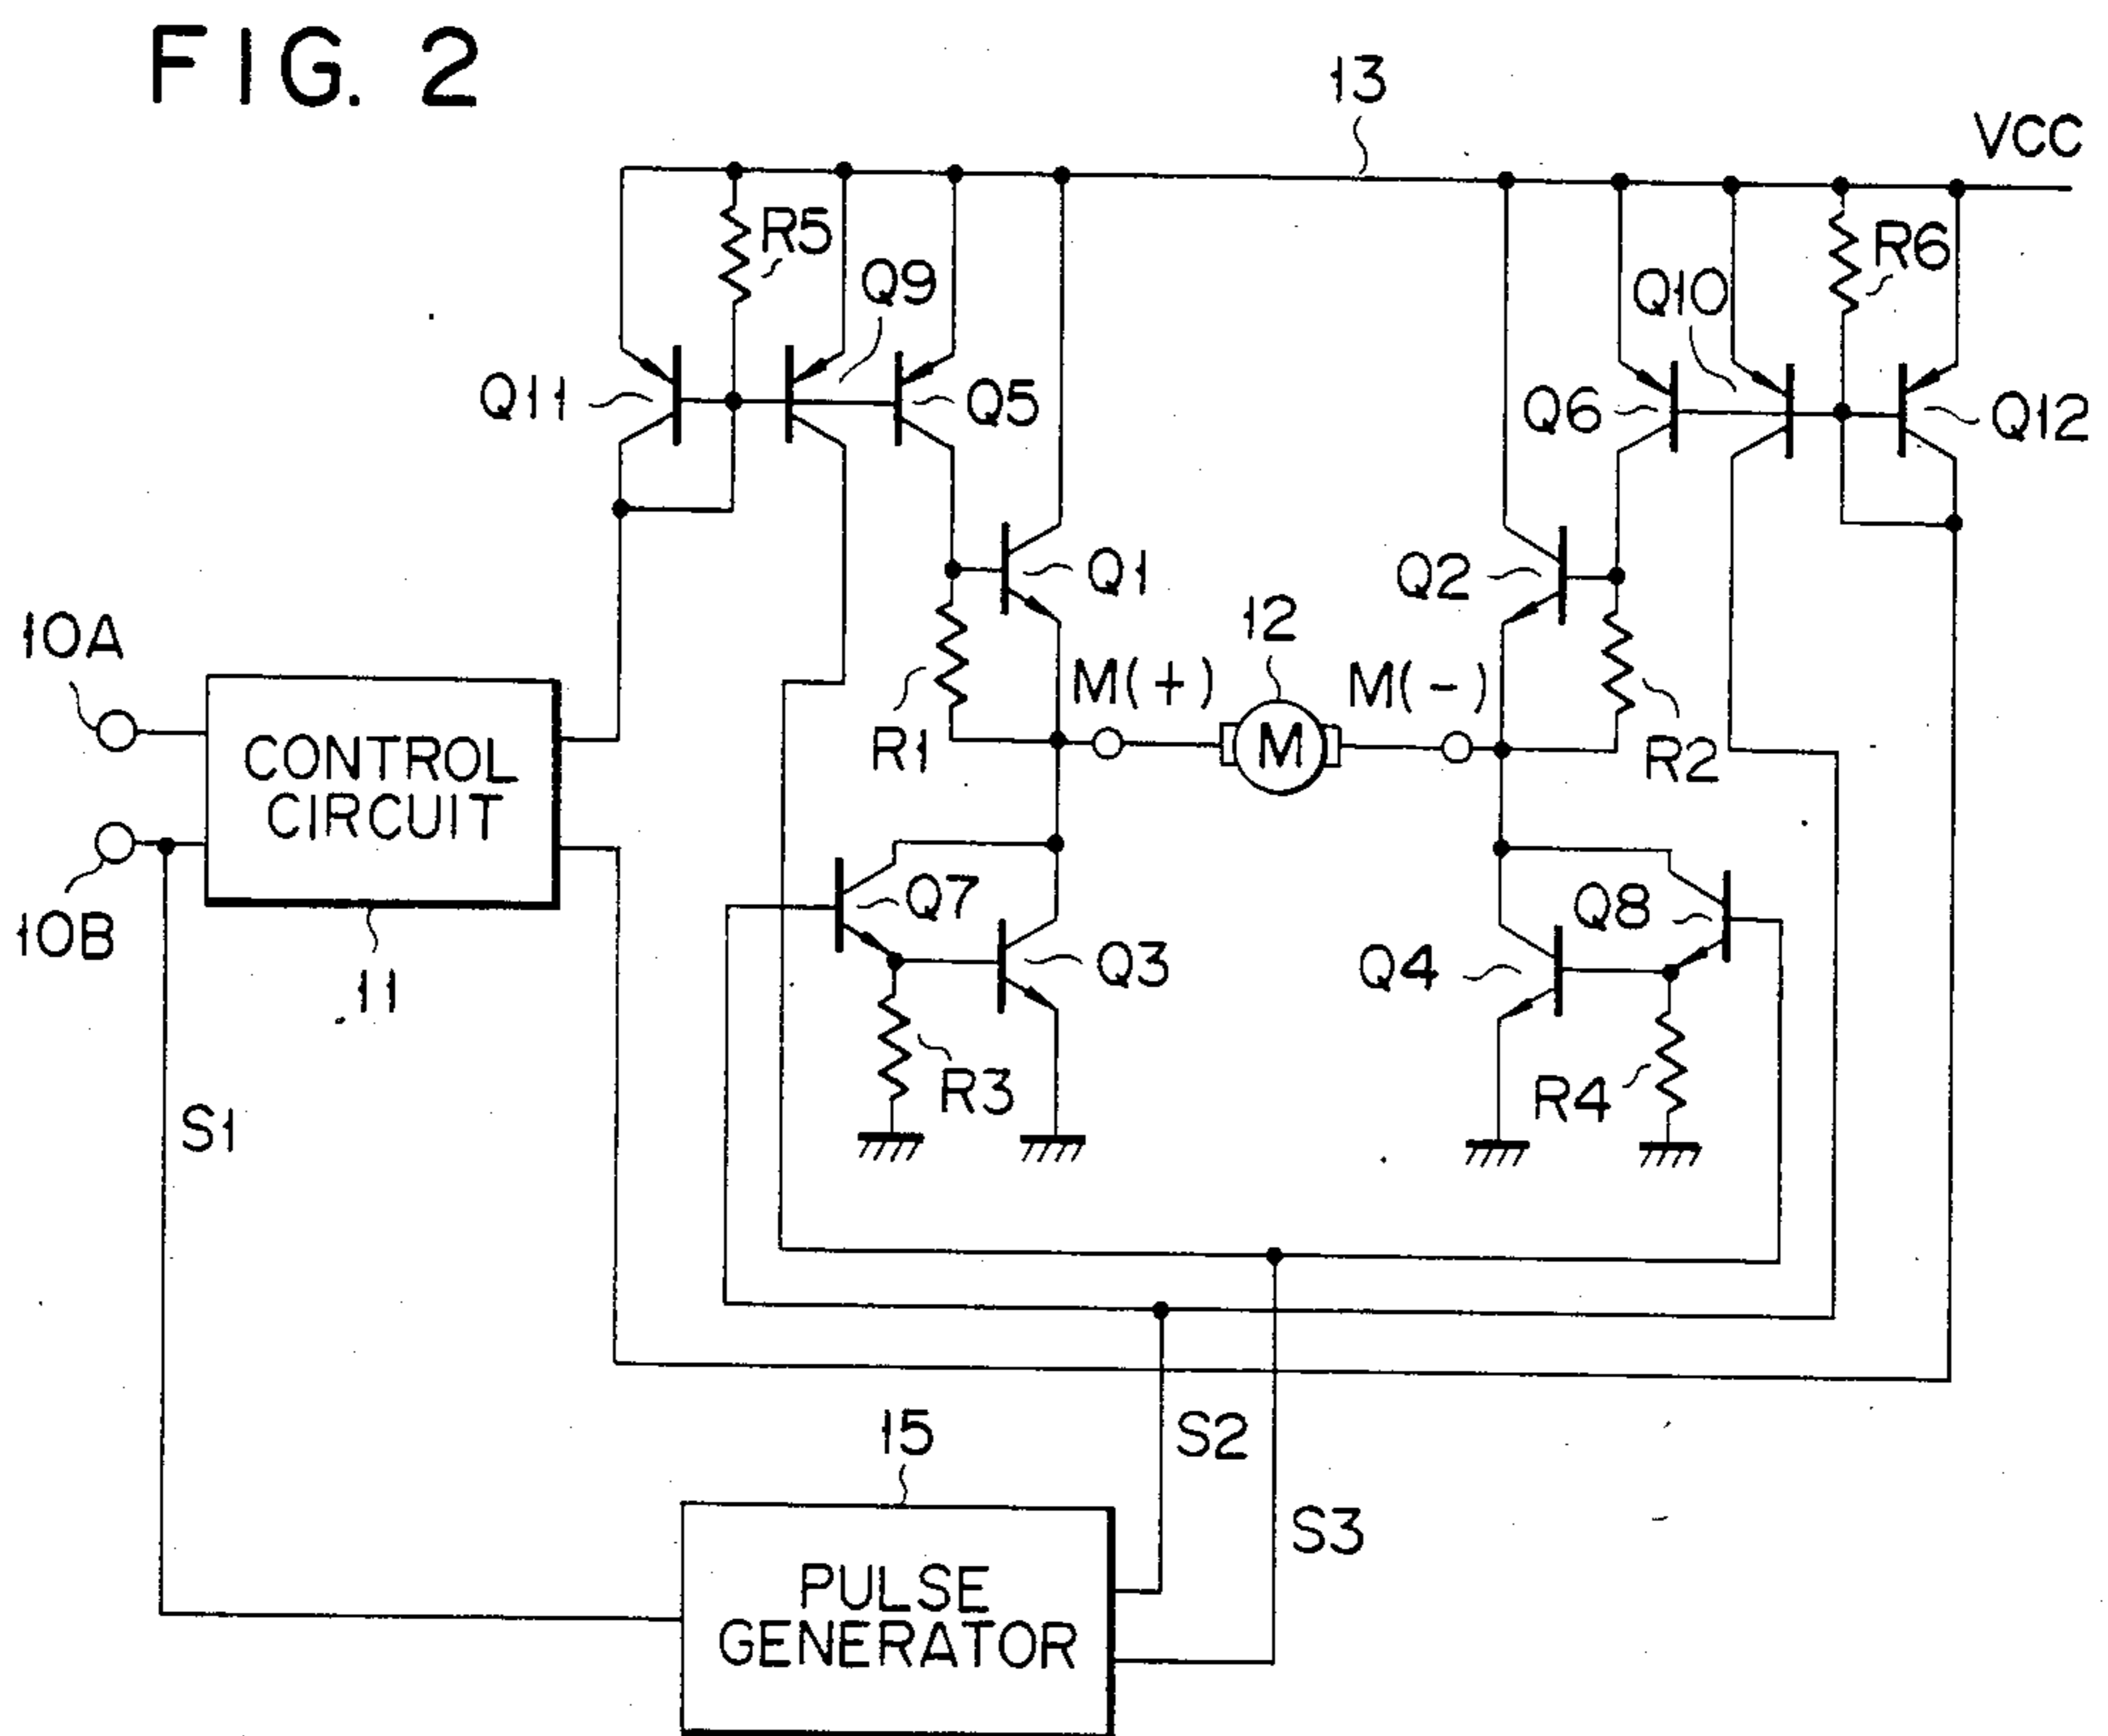 FIG. 2
13
VCC
R5
R6
Q9
Q10
Q11
Q5
Q6
Q12
Q1
Q2
10A
12
M(+)
M(-)
R1
M
R2
CONTROL
CIRCUIT
10B
11
Q7
Q8
Q3
Q4
R3
R4
S1
15
S2
S3
PULSE
GENERATOR